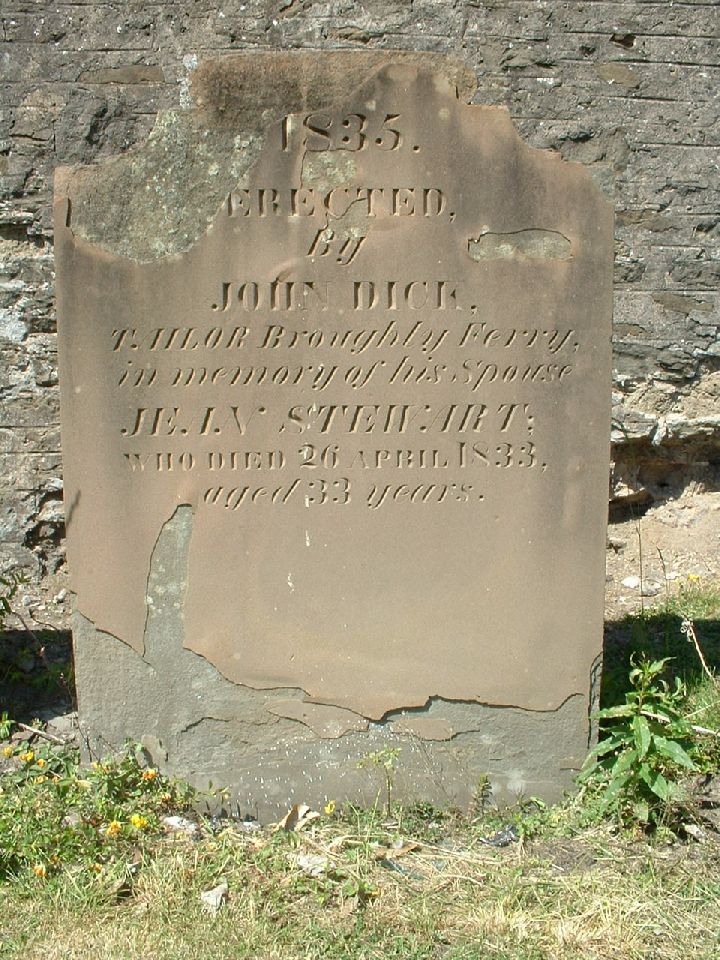 1835.
ERECTED,
By
JOHN DICK,
TAILOR Broughly Ferry,
in memory of his Spouse
JEAN STEWART;
WHO DIED 26 APRIL 1833,
aged 33 years.